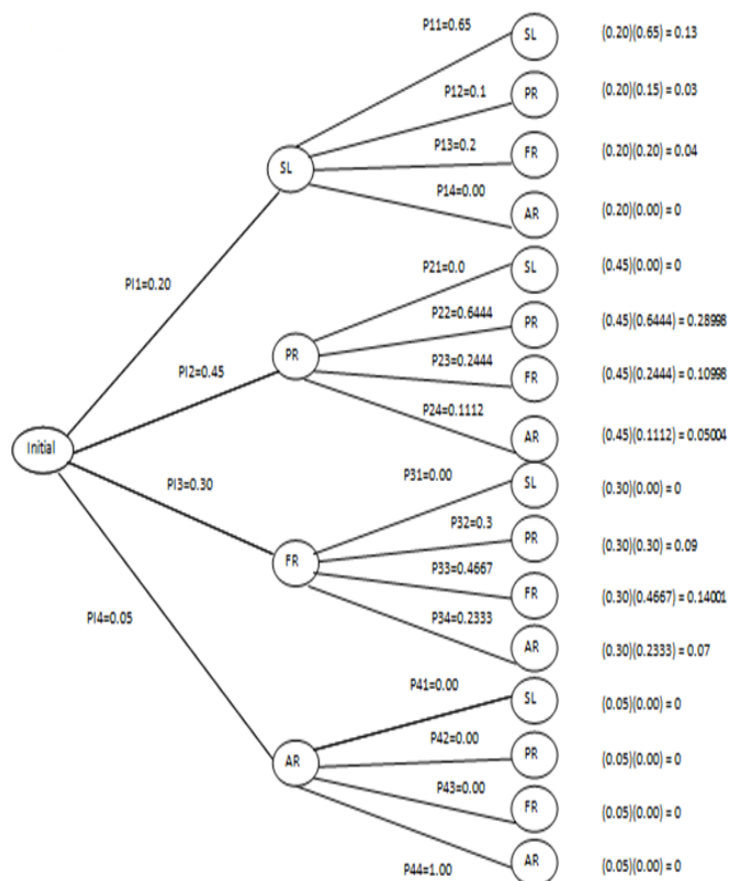 P11=0.65
SL
(0.20)(0.65) = 0.13
P12=0.1
PR
(0.20)(0.15) = 0.03
P13=0.2
FR
(0.20)(0.20) = 0.04
SL
P14=0.00
AR
(0.20)(0.00) = 0
PI1=0.20
P21=0.0
SL
(0.45)(0.00) = 0
P22=0.6444
PR
(0.45)(0.6444) = 0.28998
PR
P23=0.2444
FR
(0.45)(0.2444) = 0.10998
PI2=0.45
P24=0.1112
AR
(0.45)(0.1112) = 0.05004
Initial
PI3=0.30
P31=0.00
SL
(0.30)(0.00) = 0
P32=0.3
PR
(0.30)(0.30) = 0.09
FR
P33=0.4667
FR
(0.30)(0.4667) = 0.14001
PI4=0.05
P34=0.2333
AR
(0.30)(0.2333) = 0.07
P41=0.00
SL
(0.05)(0.00) = 0
P42=0.00
PR
(0.05)(0.00) = 0
AR
P43=0.00
FR
(0.05)(0.00) = 0
P44=1.00
AR
(0.05)(0.00) = 0